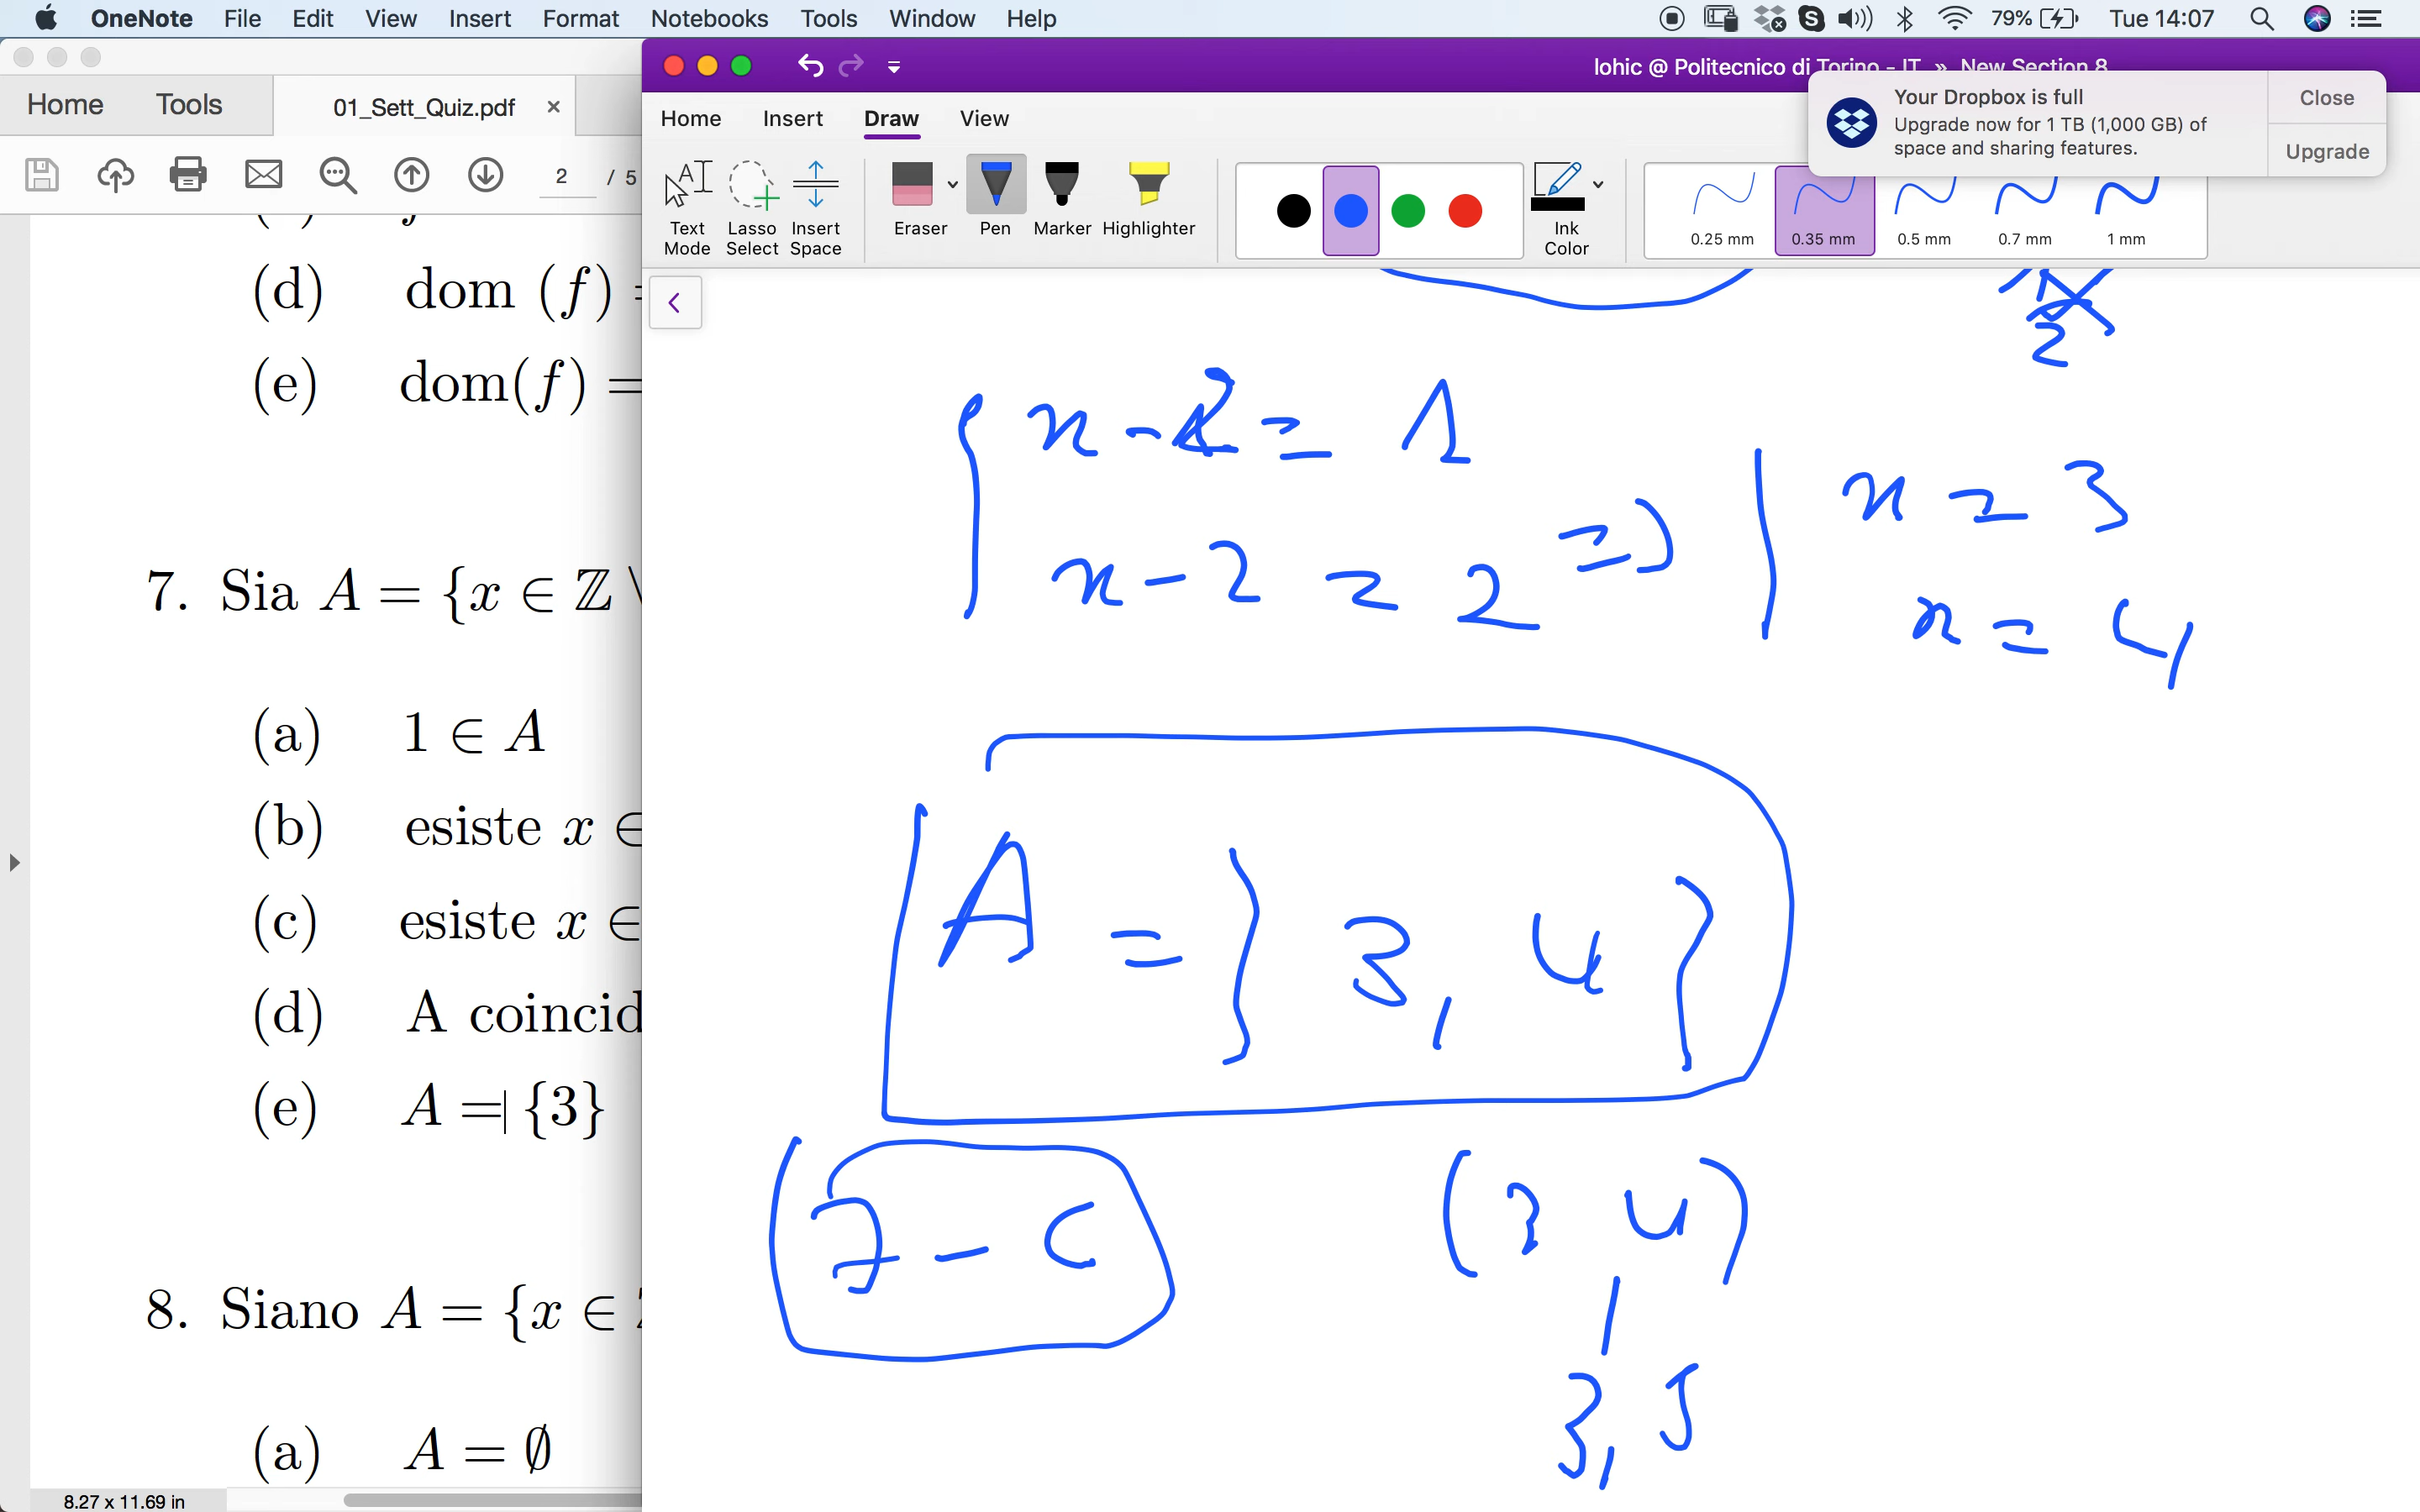 OneNote File Edit View Insert Format Notebooks Tools Window Help 79% Tue 14:07
Home Tools 01_Sett_Quiz.pdf ×
2 / 5
(d) dom (f) =
(e) dom(f) =
7. Sia A = {x ∈ ℤ \
(a) 1 ∈ A
(b) esiste x ∈
(c) esiste x ∈
(d) A coincid
(e) A = {3}
8. Siano A = {x ∈
(a) A = ∅
8.27 x 11.69 in
lohic @ Politecnico di Torino - IT » New Section 8
Your Dropbox is full
Upgrade now for 1 TB (1,000 GB) of
space and sharing features.
Close
Upgrade
Home Insert Draw View
Text Mode
Lasso Select
Insert Space
Eraser
Pen
Marker
Highlighter
Ink Color
0.25 mm 0.35 mm 0.5 mm 0.7 mm 1 mm
2
x - 2 = 1
x - 2 = 2 =>
x = 3
x = 4
A = { 3, 4 }
7 - C
(3 4)
3, 5